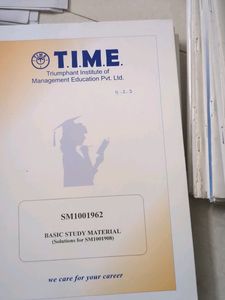 T.I.M.E.
Triumphant Institute of
Management Education Pvt. Ltd.
SM1001962
BASIC STUDY MATERIAL
(Solutions for SM1001908)
we care for your career